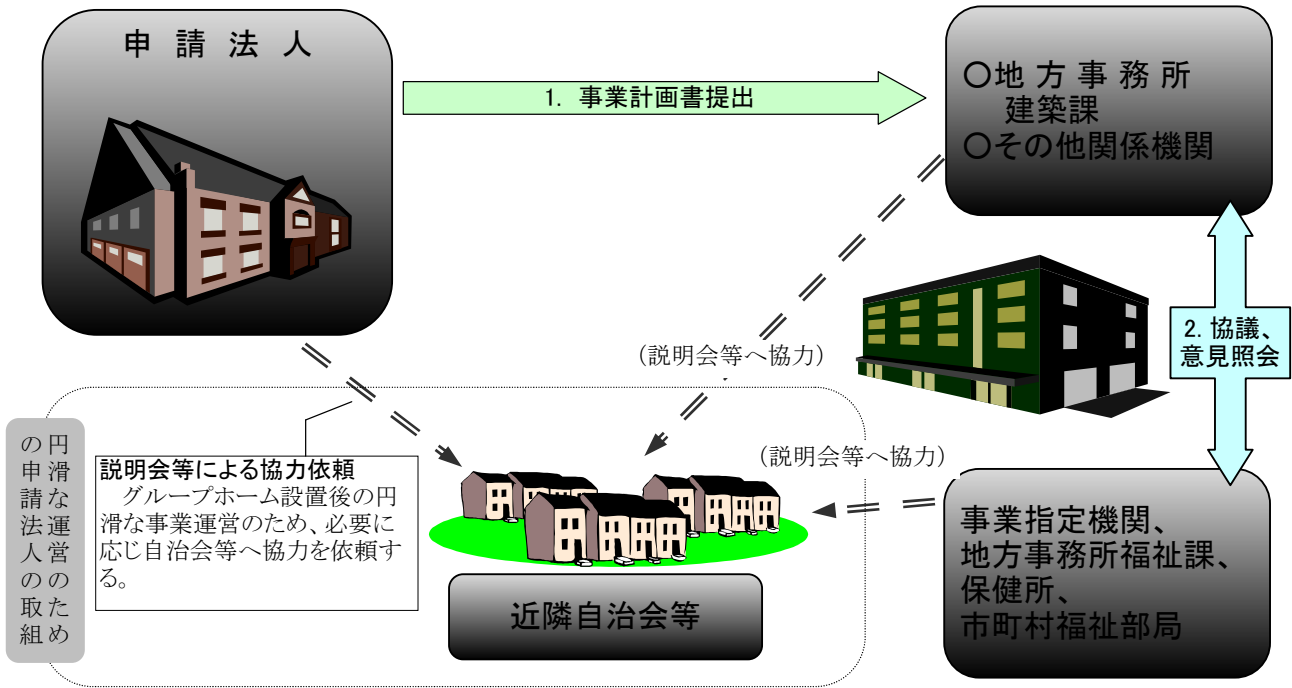 申請法人
1. 事業計画書提出
〇地方事務所
建築課
〇その他関係機関
2. 協議、
意見照会
(説明会等へ協力)
(説明会等へ協力)
円滑な運営のため
の申請法人の取組
説明会等による協力依頼
グループホーム設置後の円
滑な事業運営のため、必要に
応じ自治会等へ協力を依頼す
る。
近隣自治会等
事業指定機関、
地方事務所福祉課、
保健所、
市町村福祉部局